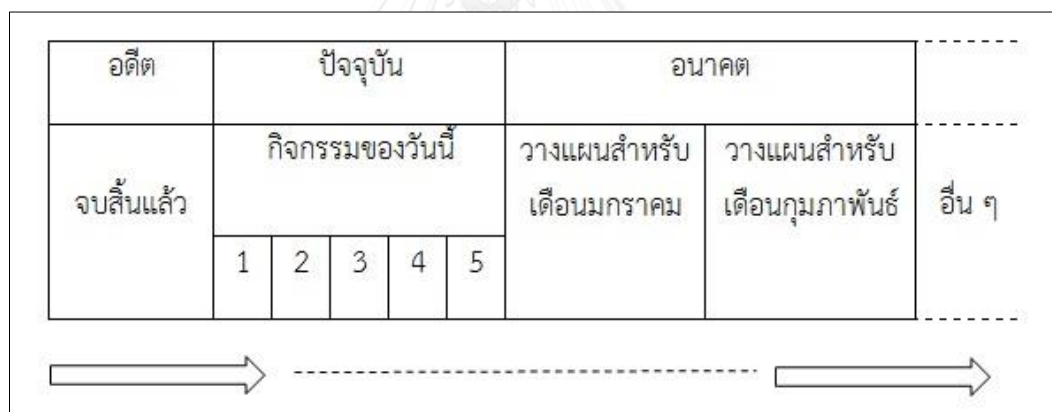 อดีต ปัจจุบัน อนาคต
จบสิ้นแล้ว
กิจกรรมของวันนี้
1 2 3 4 5
วางแผนสำหรับ
เดือนมกราคม
วางแผนสำหรับ
เดือนกุมภาพันธ์
อื่น ๆ